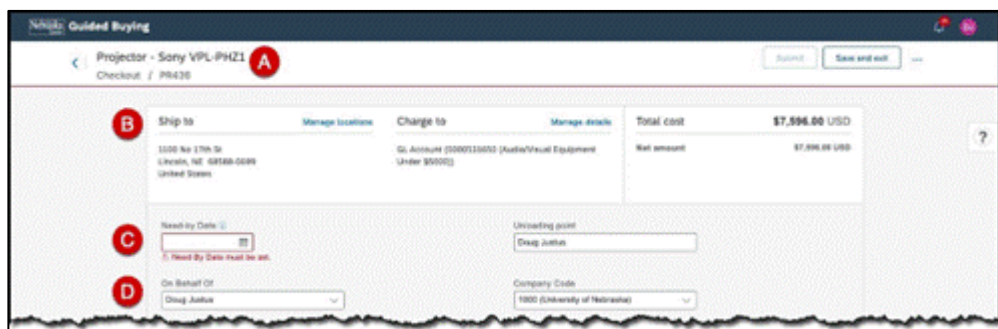 Nebraska Guided Buying
Projector - Sony VPL-PHZ1
A
Checkout / PR436
Submit
Save and exit
B
Ship to
Manage locations
Charge to
Manage details
Total cost
$7,596.00 USD
1100 No 17th St
Lincoln, NE 68588-0699
United States
GL Account (
(Audio/Visual Equipment
Under $5000))
Net amount
$7,596.00 USD
?
C
Need-by Date
Need By Date must be set.
Unloading point
Doug Justus
D
On Behalf Of
Doug Justus
Company Code
1000 (University of Nebraska)